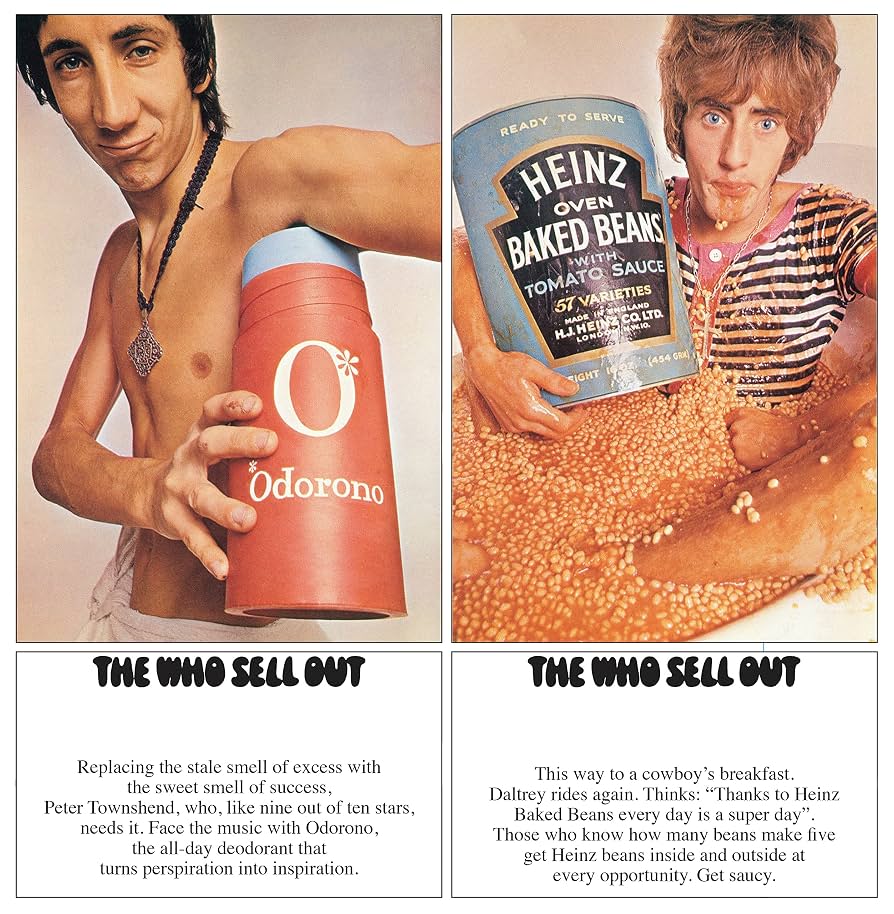 O*
*Odorono
READY TO SERVE
HEINZ
OVEN
BAKED BEANS
WITH
TOMATO SAUCE
57 VARIETIES
MADE IN ENGLAND
H.J. HEINZ CO. LTD.
LONDON, N.W.10.
(454 GRM)
THE WHO SELL OUT
Replacing the stale smell of excess with
the sweet smell of success,
Peter Townshend, who, like nine out of ten stars,
needs it. Face the music with Odorono,
the all-day deodorant that
turns perspiration into inspiration.
THE WHO SELL OUT
This way to a cowboy’s breakfast.
Daltrey rides again. Thinks: “Thanks to Heinz
Baked Beans every day is a super day”.
Those who know how many beans make five
get Heinz beans inside and outside at
every opportunity. Get saucy.